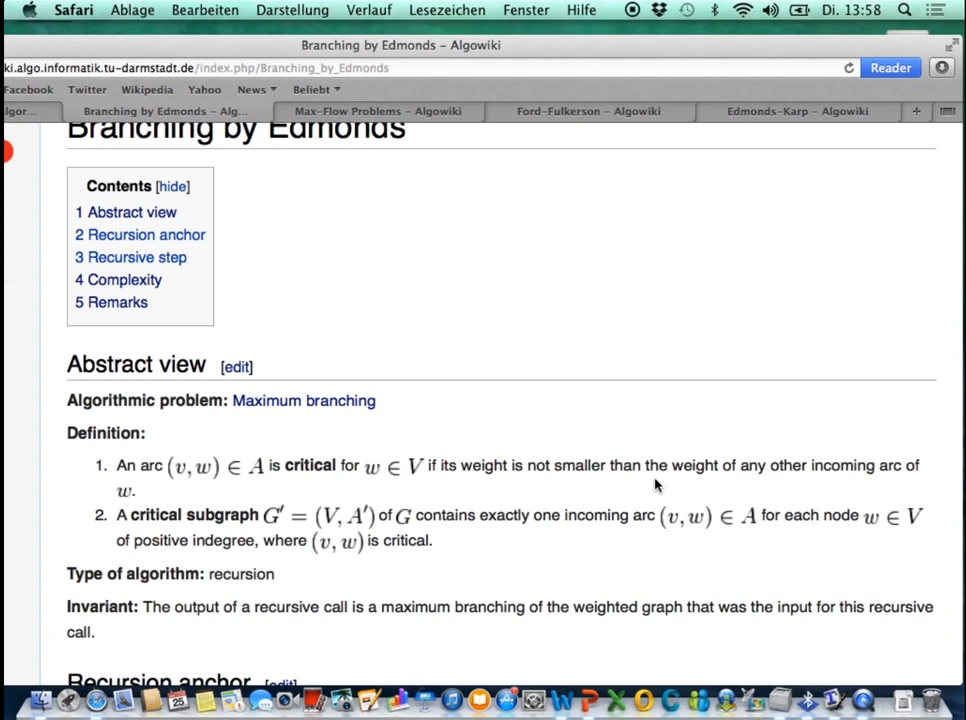 Safari Ablage Bearbeiten Darstellung Verlauf Lesezeichen Fenster Hilfe Di. 13:58
Branching by Edmonds – Algowiki
ki.algo.informatik.tu-darmstadt.de/index.php/Branching_by_Edmonds Reader
Facebook Twitter Wikipedia Yahoo News ▾ Beliebt ▾
lgor... Branching by Edmonds – Alg... Max-Flow Problems – Algowiki Ford-Fulkerson – Algowiki Edmonds-Karp – Algowiki +
Branching by Edmonds
Contents [hide]
1 Abstract view
2 Recursion anchor
3 Recursive step
4 Complexity
5 Remarks
Abstract view [edit]
Algorithmic problem: Maximum branching
Definition:
1. An arc (v, w) ∈ A is critical for w ∈ V if its weight is not smaller than the weight of any other incoming arc of
w.
2. A critical subgraph G′ = (V, A′) of G contains exactly one incoming arc (v, w) ∈ A for each node w ∈ V
of positive indegree, where (v, w) is critical.
Type of algorithm: recursion
Invariant: The output of a recursive call is a maximum branching of the weighted graph that was the input for this recursive
call.
Recursion anchor [edit]